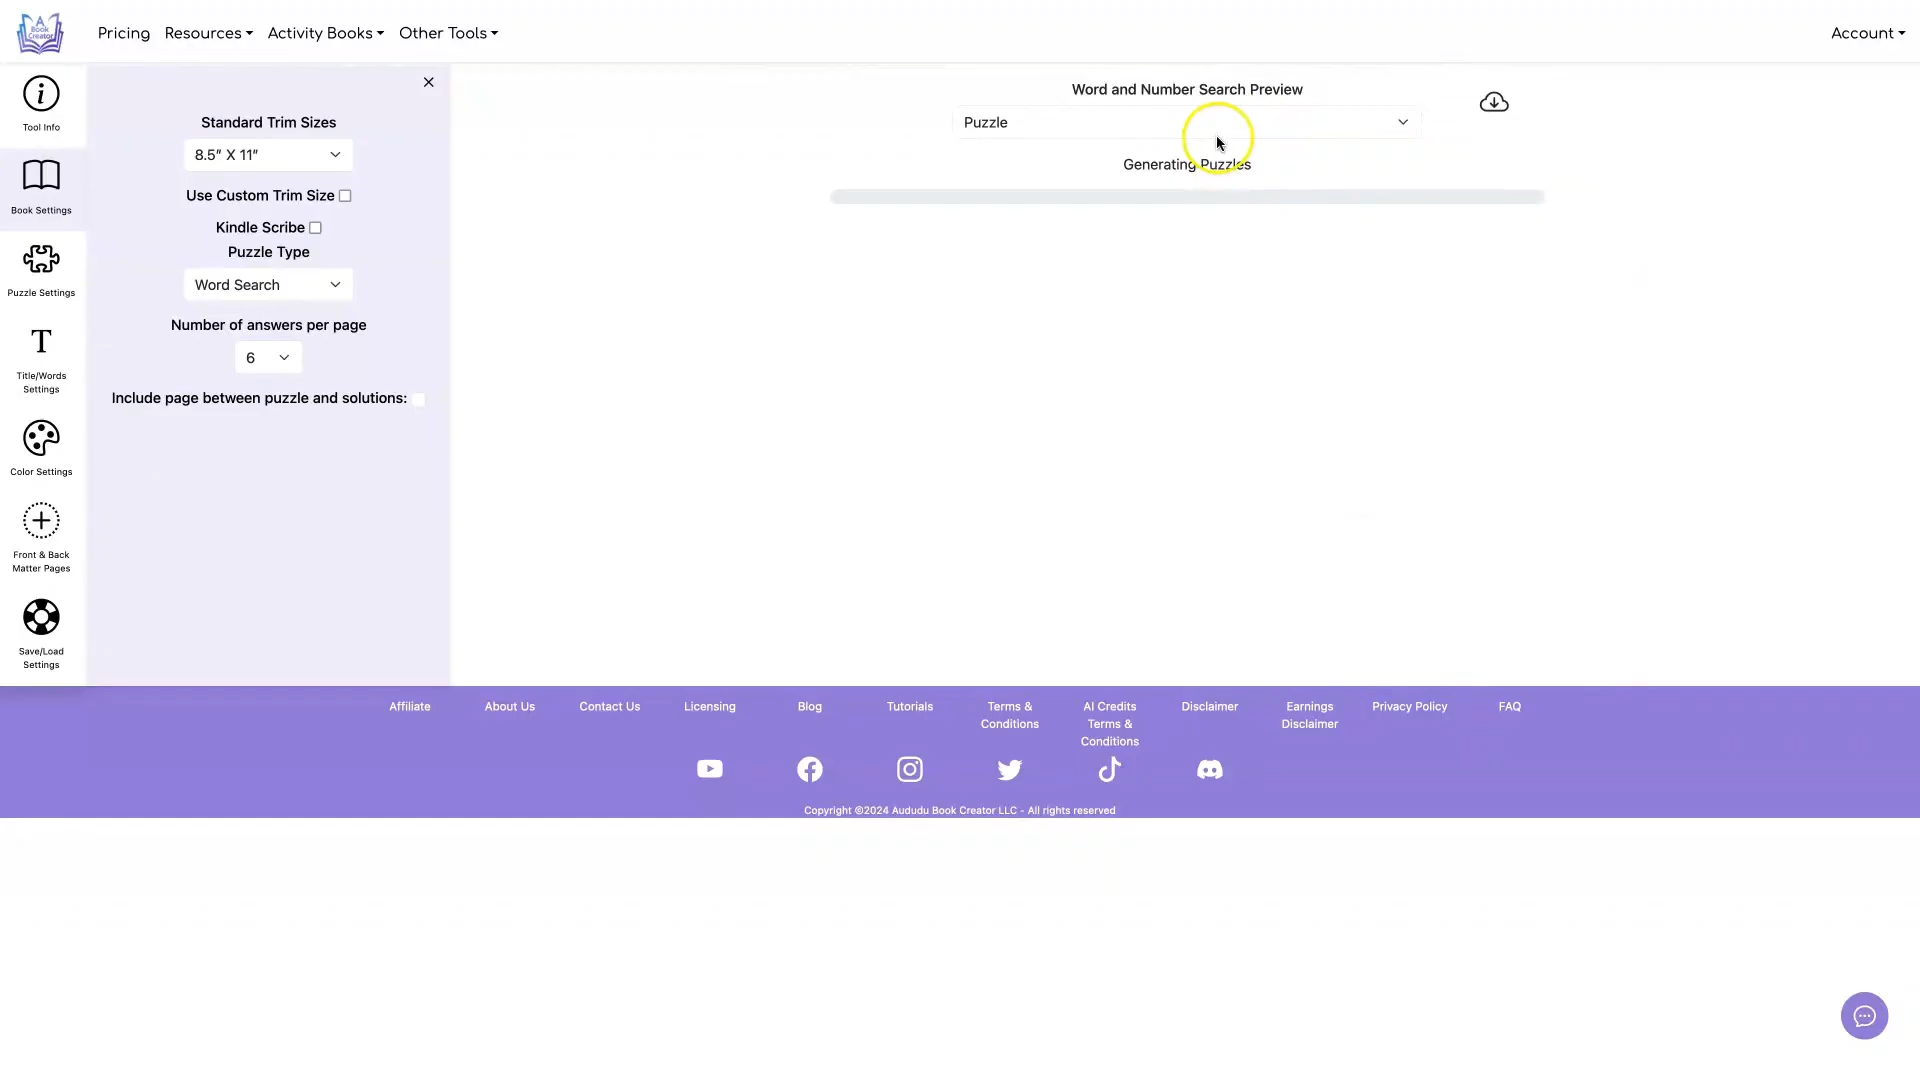 A
Book
Creator
Pricing
Resources
Activity Books
Other Tools
Account
Tool Info
Book Settings
Puzzle Settings
Title/Words
Settings
Color Settings
Front & Back
Matter Pages
Save/Load
Settings
Standard Trim Sizes
8.5" X 11"
Use Custom Trim Size
Kindle Scribe
Puzzle Type
Word Search
Number of answers per page
6
Include page between puzzle and solutions:
Word and Number Search Preview
Puzzle
Generating Puzzles
Affiliate
About Us
Contact Us
Licensing
Blog
Tutorials
Terms &
Conditions
AI Credits
Terms &
Conditions
Disclaimer
Earnings
Disclaimer
Privacy Policy
FAQ
Copyright ©2024 Aududu Book Creator LLC - All rights reserved